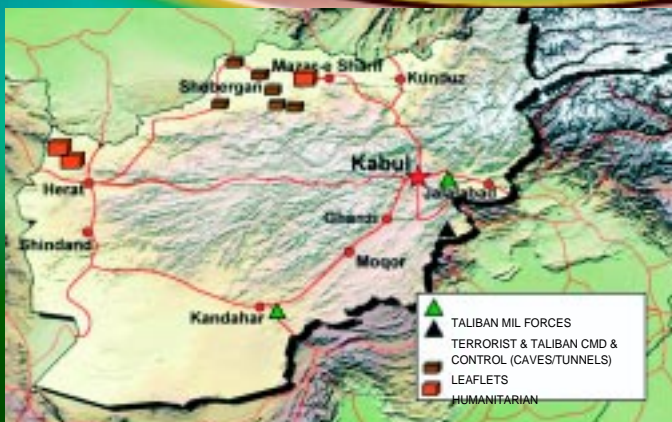 Mazar-e Sharif
Kunduz
Shebergan
Kabul
Jalalabad
Herat
Ghazni
Shindand
Moqor
Kandahar
TALIBAN MIL FORCES
TERRORIST & TALIBAN CMD &
CONTROL (CAVES/TUNNELS)
LEAFLETS
HUMANITARIAN